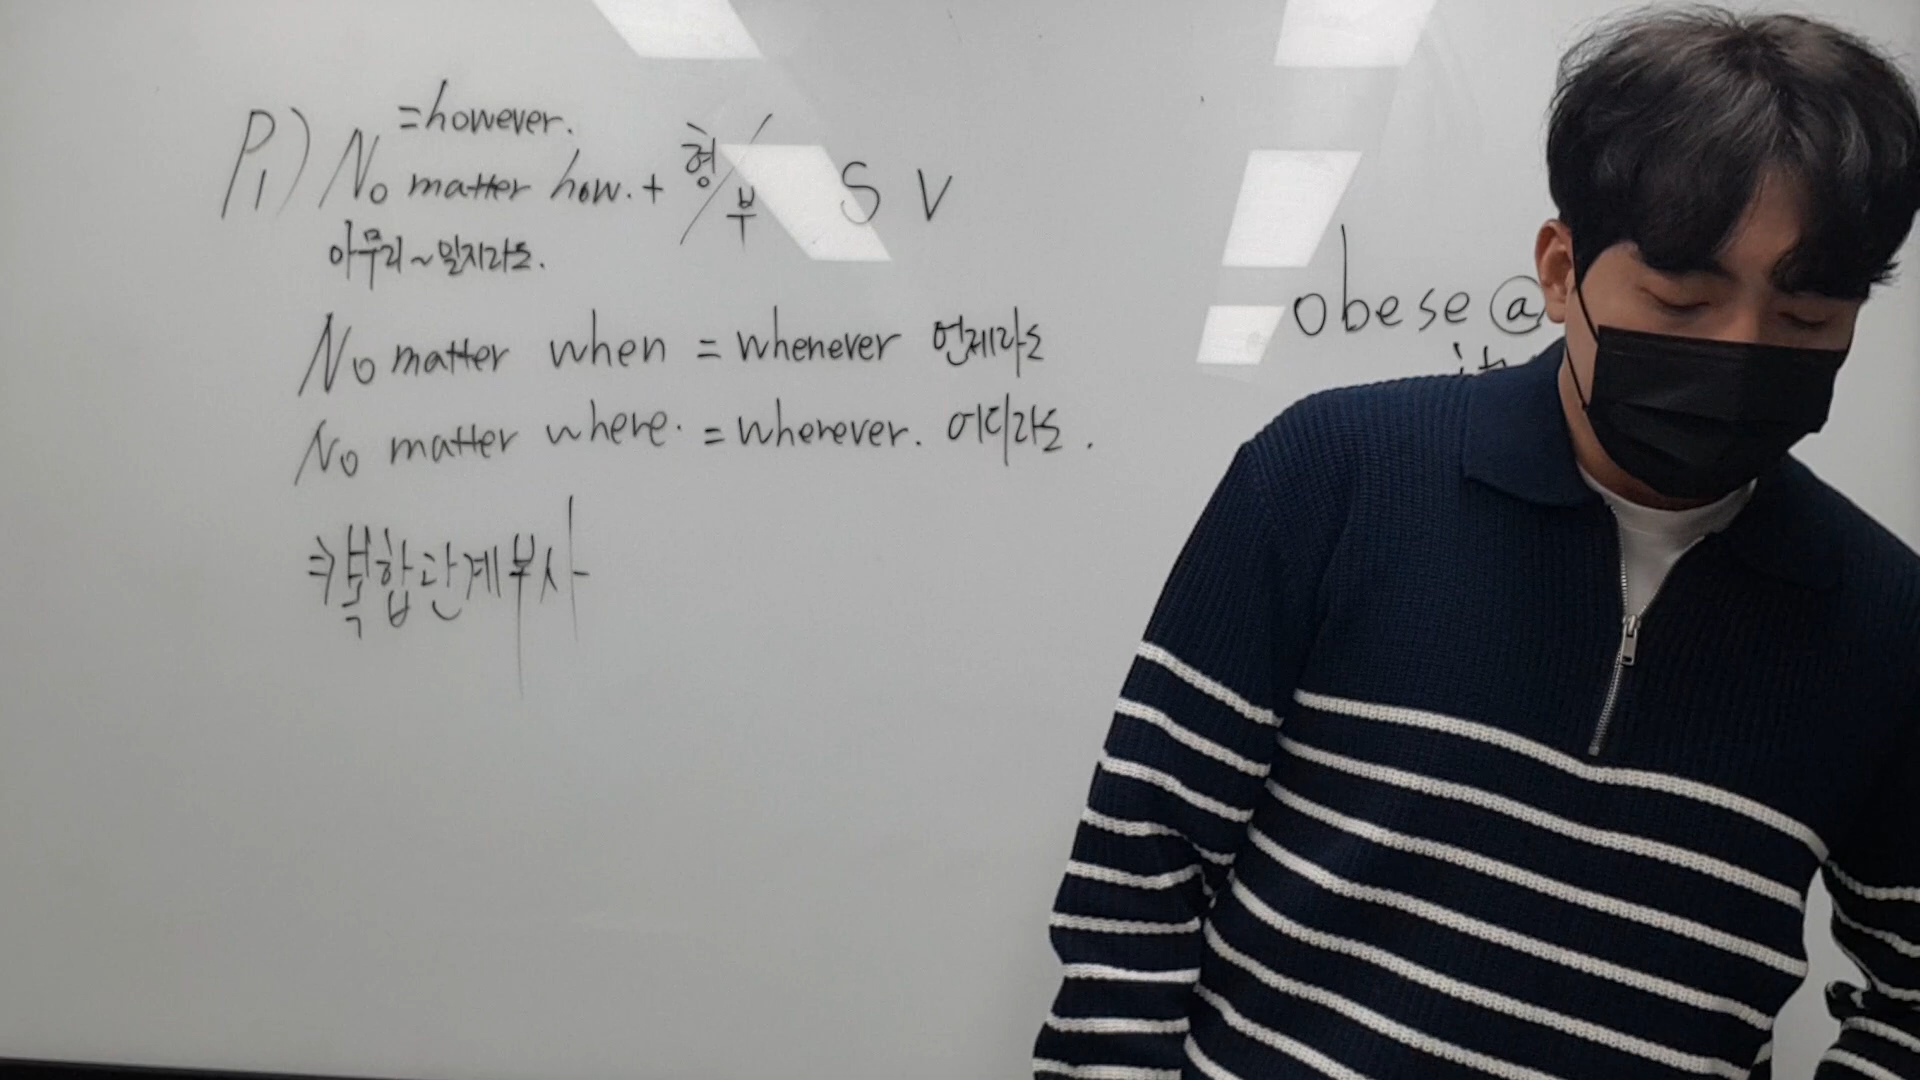 =however.
P1) No matter how. + 형/부 S V
아무리~일지라도.
No matter when = whenever 언제라도
No matter where. = wherever. 어디라도.
⇒복합관계부사
obese ⓐ